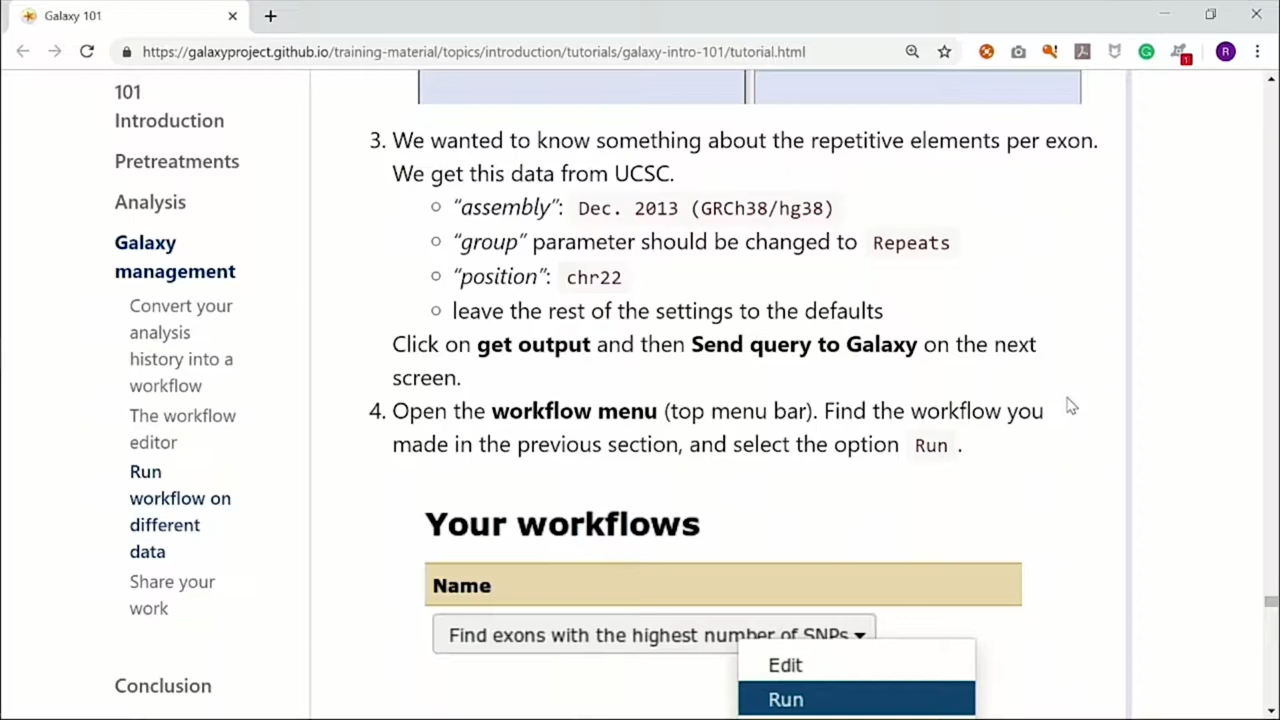 Galaxy 101
https://galaxyproject.github.io/training-material/topics/introduction/tutorials/galaxy-intro-101/tutorial.html
1
R
101
Introduction
Pretreatments
Analysis
Galaxy
management
Convert your
analysis
history into a
workflow
The workflow
editor
Run
workflow on
different
data
Share your
work
Conclusion
3. We wanted to know something about the repetitive elements per exon.
We get this data from UCSC.
“assembly”: Dec. 2013 (GRCh38/hg38)
“group” parameter should be changed to Repeats
“position”: chr22
leave the rest of the settings to the defaults
Click on get output and then Send query to Galaxy on the next
screen.
4. Open the workflow menu (top menu bar). Find the workflow you
made in the previous section, and select the option Run .
Your workflows
Name
Find exons with the highest number of SNPs
Edit
Run